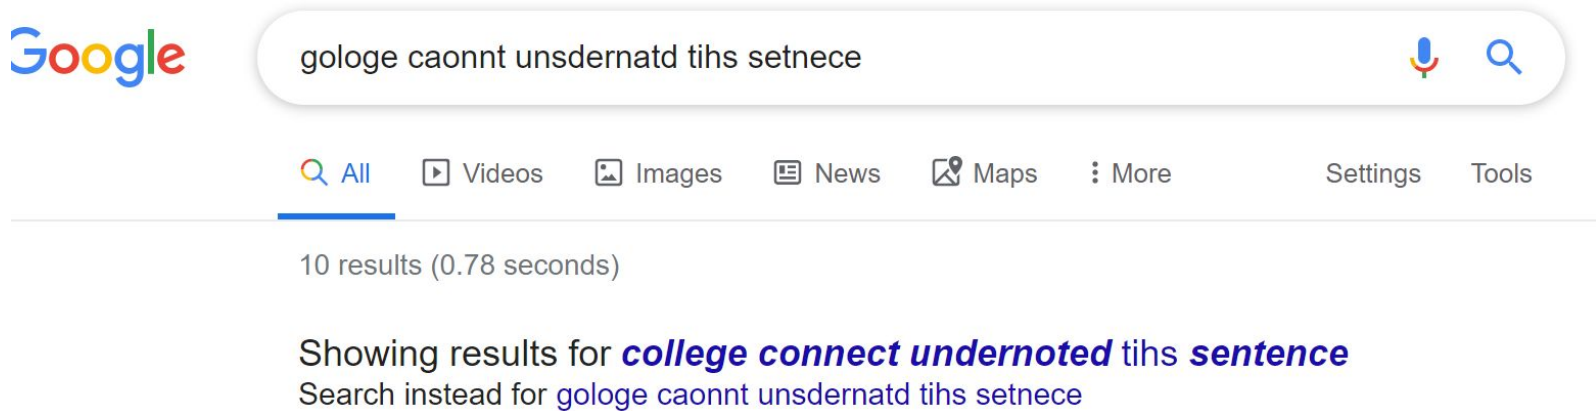 Google
gologe caonnt unsdernatd tihs setnece
All Videos Images News Maps More Settings Tools
10 results (0.78 seconds)
Showing results for college connect undernoted tihs sentence
Search instead for gologe caonnt unsdernatd tihs setnece